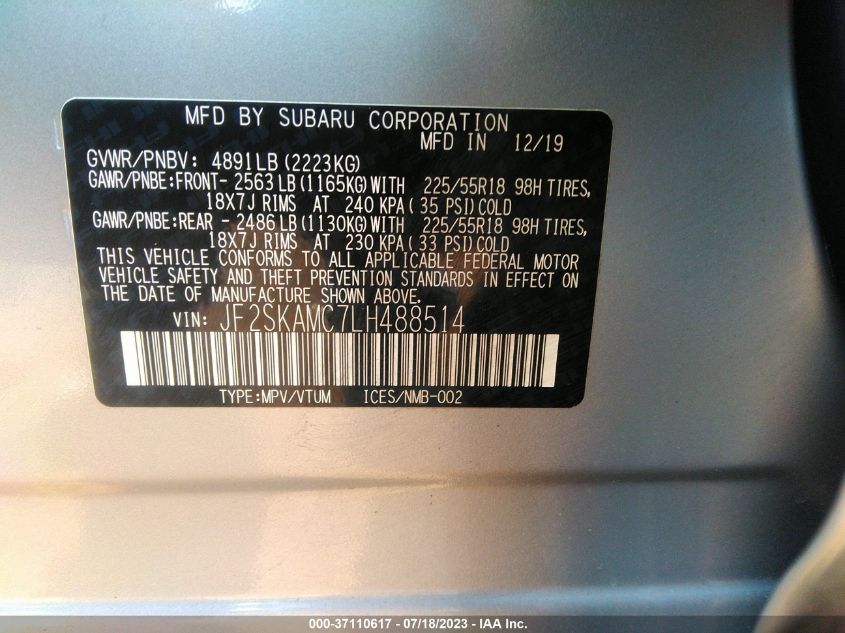 MFD BY SUBARU CORPORATION
MFD IN 12/19
GVWR/PNBV: 4891LB (2223KG)
GAWR/PNBE:FRONT- 2563 LB (1165KG) WITH 225/55R18 98H TIRES,
18X7J RIMS AT 240 KPA ( 35 PSI) COLD
GAWR/PNBE:REAR - 2486 LB (1130KG) WITH 225/55R18 98H TIRES,
18X7J RIMS AT 230 KPA ( 33 PSI) COLD
THIS VEHICLE CONFORMS TO ALL APPLICABLE FEDERAL MOTOR
VEHICLE SAFETY AND THEFT PREVENTION STANDARDS IN EFFECT ON
THE DATE OF MANUFACTURE SHOWN ABOVE.
VIN: JF2SKAMC7LH488514
TYPE:MPV/VTUM ICES/NMB-002
000-37110617 - 07/18/2023 - IAA Inc.